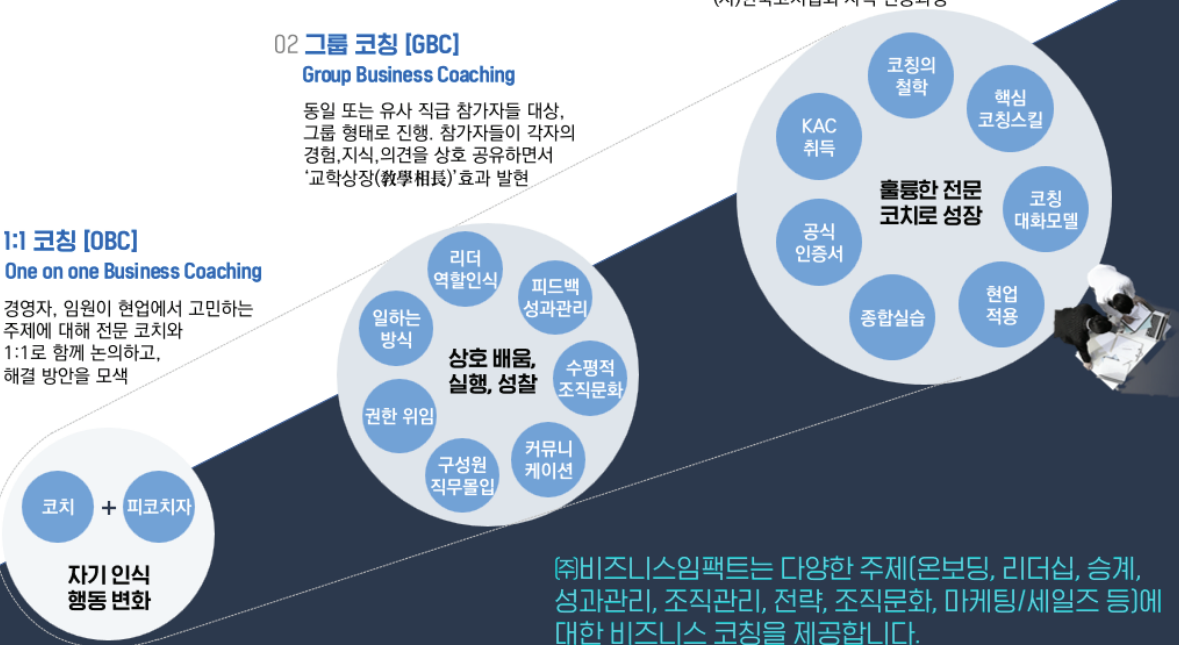 02 그룹 코칭 [GBC]
Group Business Coaching
동일 또는 유사 직급 참가자들 대상,
그룹 형태로 진행. 참가자들이 각자의
경험,지식,의견을 상호 공유하면서
‘교학상장(敎學相長)’효과 발현
1:1 코칭 [OBC]
One on one Business Coaching
경영자, 임원이 현업에서 고민하는
주제에 대해 전문 코치와
1:1로 함께 논의하고,
해결 방안을 모색
코치 + 피코치자
자기 인식
행동 변화
리더
역할인식
피드백
성과관리
수평적
조직문화
커뮤니
케이션
구성원
직무몰입
권한 위임
일하는
방식
상호 배움,
실행, 성찰
코칭의
철학
핵심
코칭스킬
코칭
대화모델
현업
적용
종합실습
공식
인증서
KAC
취득
훌륭한 전문
코치로 성장
㈜비즈니스임팩트는 다양한 주제(온보딩, 리더십, 승계,
성과관리, 조직관리, 전략, 조직문화, 마케팅/세일즈 등)에
대한 비즈니스 코칭을 제공합니다.